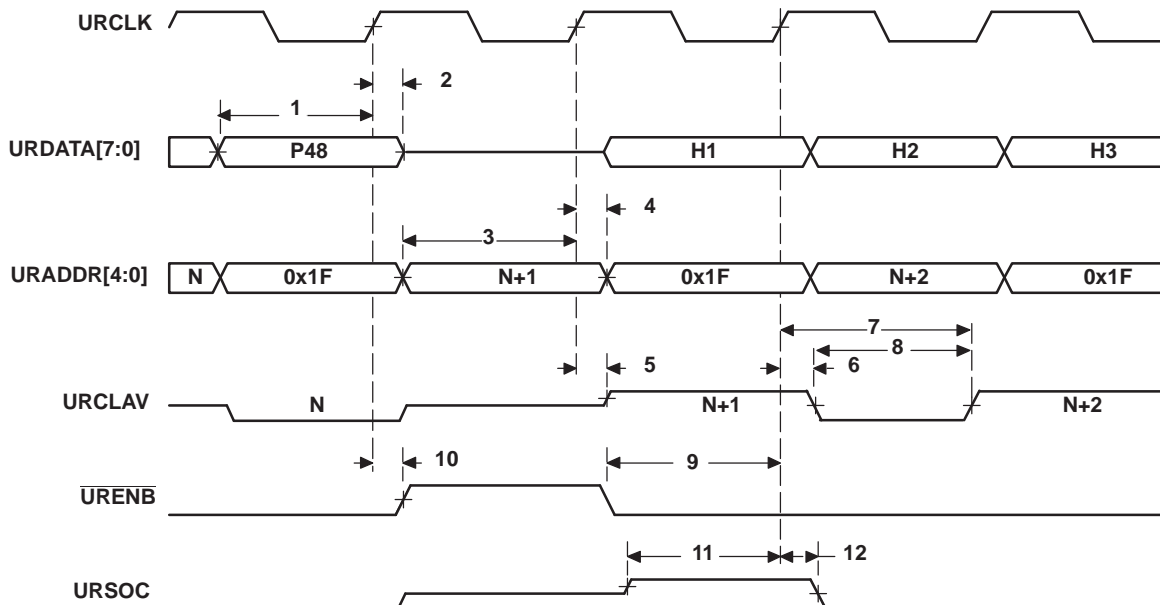 URCLK
2
1
URDATA[7:0] P48 H1 H2 H3
4
3
URADDR[4:0] N 0x1F N+1 0x1F N+2 0x1F
7
8
5 6
URCLAV N N+1 N+2
10 9
URENB
11 12
URSOC